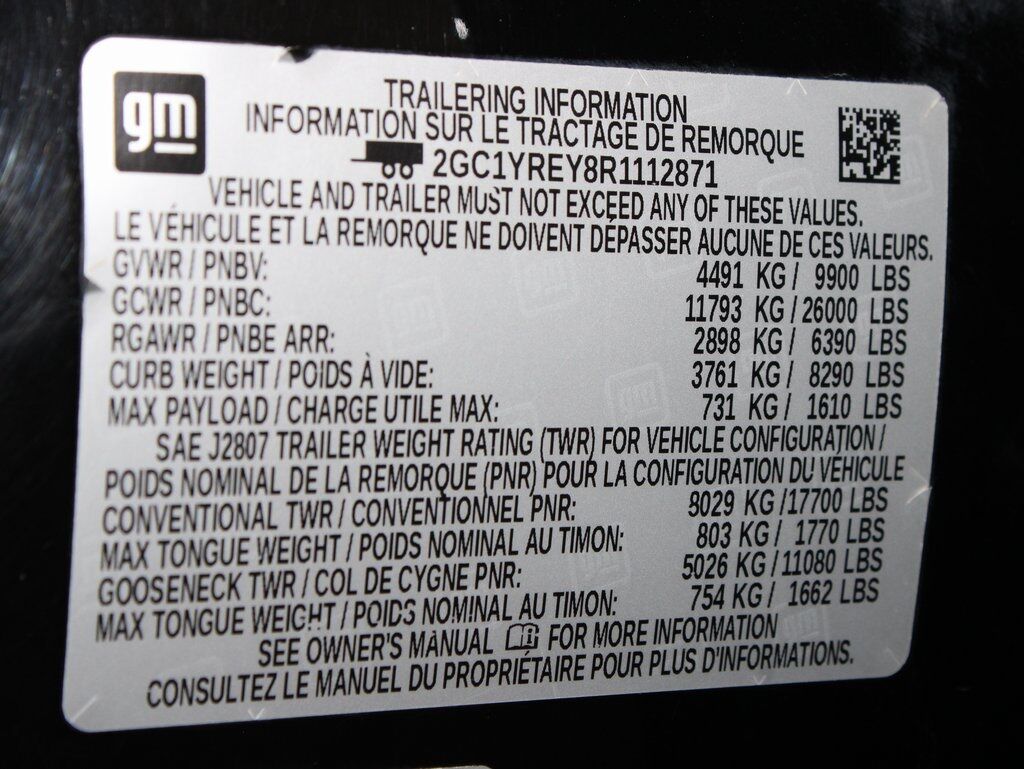 gm
TRAILERING INFORMATION
INFORMATION SUR LE TRACTAGE DE REMORQUE
2GC1YREY8R1112871
VEHICLE AND TRAILER MUST NOT EXCEED ANY OF THESE VALUES.
LE VÉHICULE ET LA REMORQUE NE DOIVENT DÉPASSER AUCUNE DE CES VALEURS.
GVWR / PNBV: 4491 KG / 9900 LBS
GCWR / PNBC: 11793 KG / 26000 LBS
RGAWR / PNBE ARR: 2898 KG / 6390 LBS
CURB WEIGHT / POIDS À VIDE: 3761 KG / 8290 LBS
MAX PAYLOAD / CHARGE UTILE MAX: 731 KG / 1610 LBS
SAE J2807 TRAILER WEIGHT RATING (TWR) FOR VEHICLE CONFIGURATION /
POIDS NOMINAL DE LA REMORQUE (PNR) POUR LA CONFIGURATION DU VÉHICULE
CONVENTIONAL TWR / CONVENTIONNEL PNR: 8029 KG /17700 LBS
MAX TONGUE WEIGHT / POIDS NOMINAL AU TIMON: 803 KG / 1770 LBS
GOOSENECK TWR / COL DE CYGNE PNR: 5026 KG /11080 LBS
MAX TONGUE WEIGHT / POIDS NOMINAL AU TIMON: 754 KG / 1662 LBS
SEE OWNER'S MANUAL FOR MORE INFORMATION
CONSULTEZ LE MANUEL DU PROPRIÉTAIRE POUR PLUS D'INFORMATIONS.